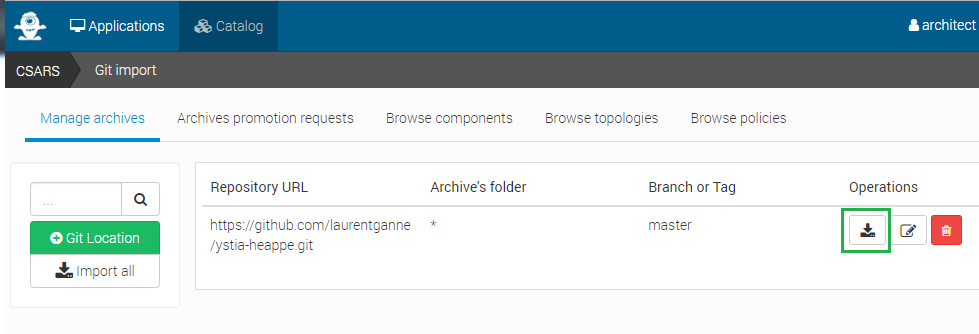 Applications
Catalog
architect
CSARS
Git import
Manage archives
Archives promotion requests
Browse components
Browse topologies
Browse policies
...
Git Location
Import all
Repository URL
Archive's folder
Branch or Tag
Operations
https://github.com/laurentganne
/ystia-heappe.git
*
master